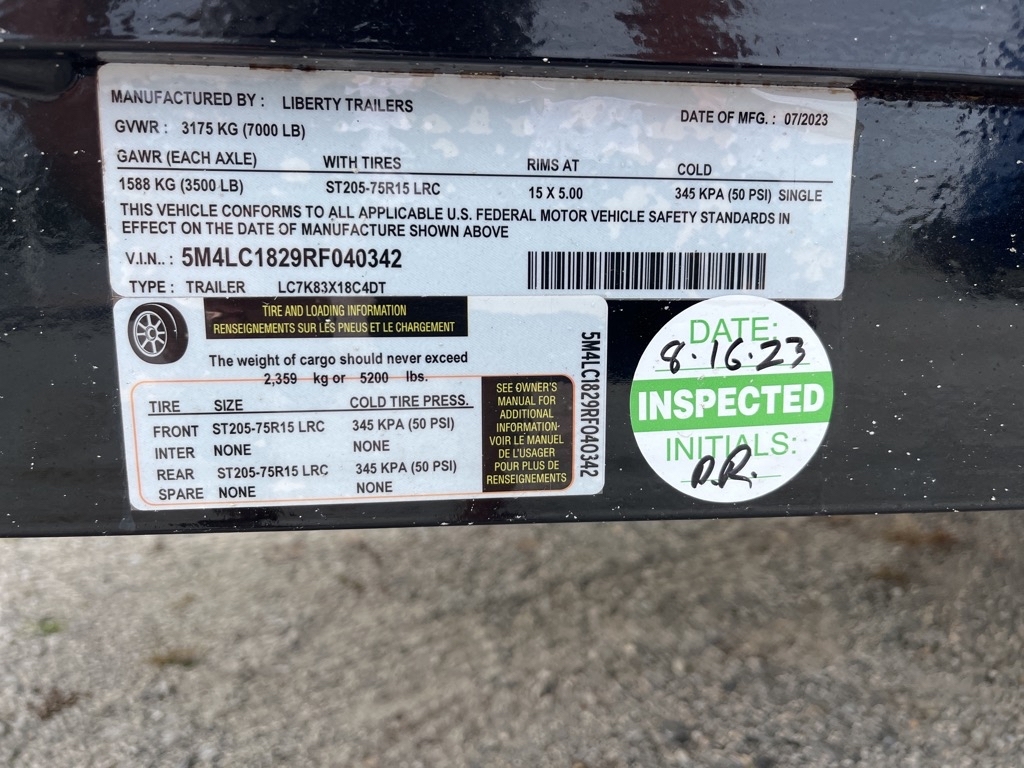 MANUFACTURED BY : LIBERTY TRAILERS
DATE OF MFG. : 07/2023
GVWR : 3175 KG (7000 LB)
GAWR (EACH AXLE) WITH TIRES RIMS AT COLD
1588 KG (3500 LB) ST205-75R15 LRC 15 X 5.00 345 KPA (50 PSI) SINGLE
THIS VEHICLE CONFORMS TO ALL APPLICABLE U.S. FEDERAL MOTOR VEHICLE SAFETY STANDARDS IN
EFFECT ON THE DATE OF MANUFACTURE SHOWN ABOVE
V.I.N.. : 5M4LC1829RF040342
TYPE : TRAILER LC7K83X18C4DT
TIRE AND LOADING INFORMATION
RENSEIGNEMENTS SUR LES PNEUS ET LE CHARGEMENT
The weight of cargo should never exceed
2,359 kg or 5200 lbs.
TIRE SIZE COLD TIRE PRESS.
FRONT ST205-75R15 LRC 345 KPA (50 PSI)
INTER NONE NONE
REAR ST205-75R15 LRC 345 KPA (50 PSI)
SPARE NONE NONE
SEE OWNER'S
MANUAL FOR
ADDITIONAL
INFORMATION·
VOIR LE MANUEL
DE L'USAGER
POUR PLUS DE
RENSEIGNEMENTS
5M4LC1829RF040342
DATE:
8·16·23
INSPECTED
INITIALS:
D.R.